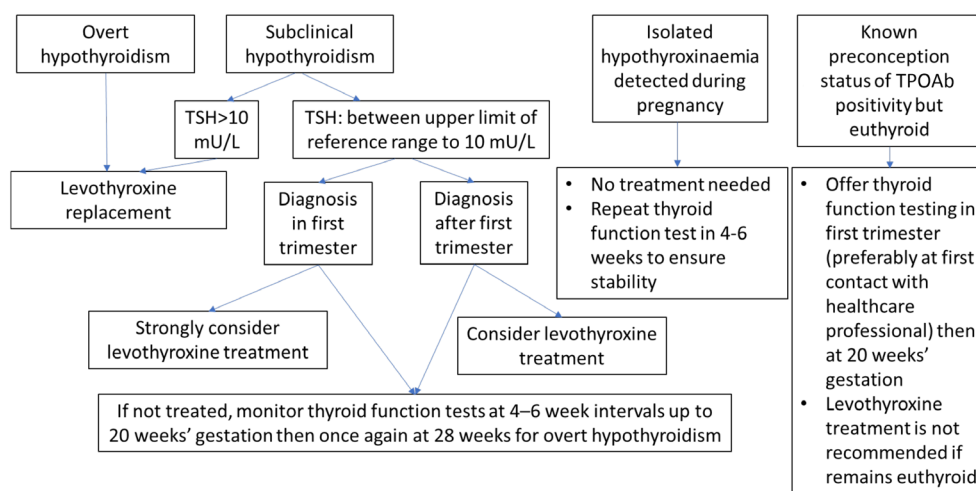 Overt
hypothyroidism
Subclinical
hypothyroidism
Isolated
hypothyroxinaemia
detected during
pregnancy
Known
preconception
status of TPOAb
positivity but
euthyroid
TSH>10
mU/L
TSH: between upper limit of
reference range to 10 mU/L
Levothyroxine
replacement
Diagnosis
in first
trimester
Diagnosis
after first
trimester
• No treatment needed
• Repeat thyroid
function test in 4-6
weeks to ensure
stability
• Offer thyroid
function testing in
first trimester
(preferably at first
contact with
healthcare
professional) then
at 20 weeks’
gestation
• Levothyroxine
treatment is not
recommended if
remains euthyroid
Strongly consider
levothyroxine treatment
Consider levothyroxine
treatment
If not treated, monitor thyroid function tests at 4–6 week intervals up to
20 weeks’ gestation then once again at 28 weeks for overt hypothyroidism